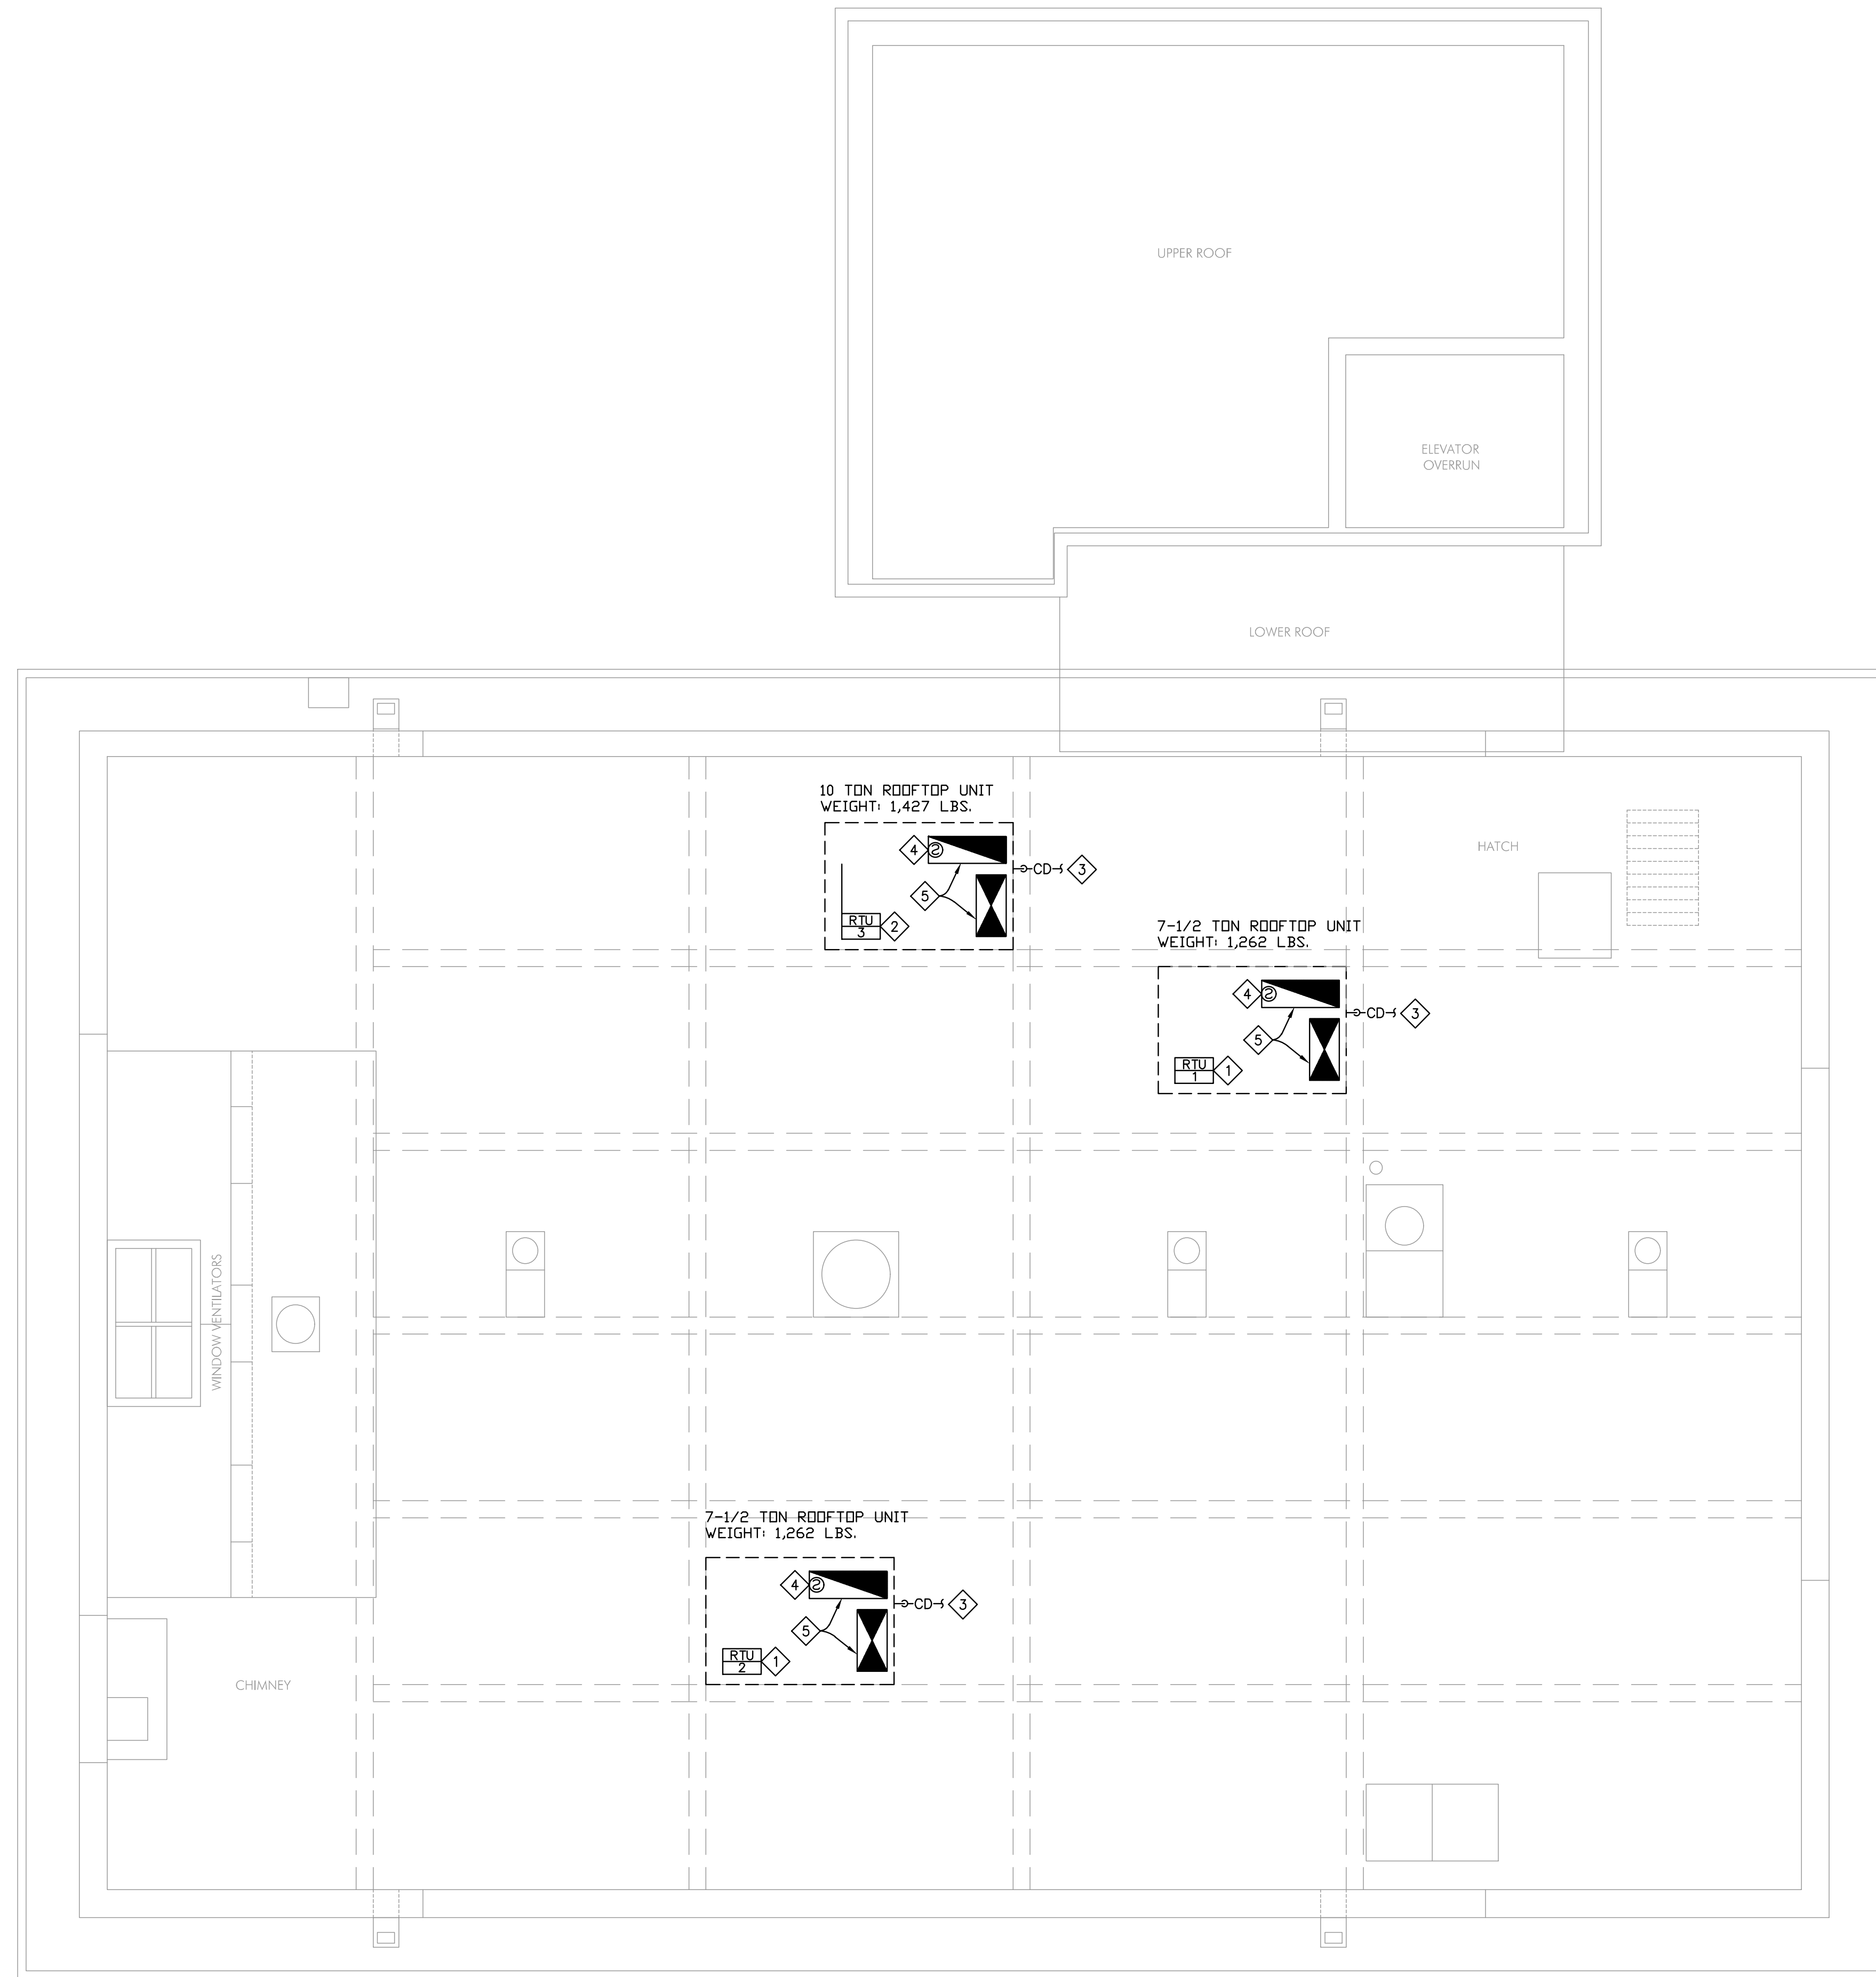 UPPER ROOF
ELEVATOR
OVERRUN
LOWER ROOF
10 TON ROOFTOP UNIT
WEIGHT: 1,427 LBS.
4
S
CD
3
5
RTU
3
2
HATCH
7-1/2 TON ROOFTOP UNIT
WEIGHT: 1,262 LBS.
4
S
CD
3
5
RTU
1
1
WINDOW VENTILATORS
7-1/2 TON ROOFTOP UNIT
WEIGHT: 1,262 LBS.
4
S
CD
3
5
RTU
2
1
CHIMNEY